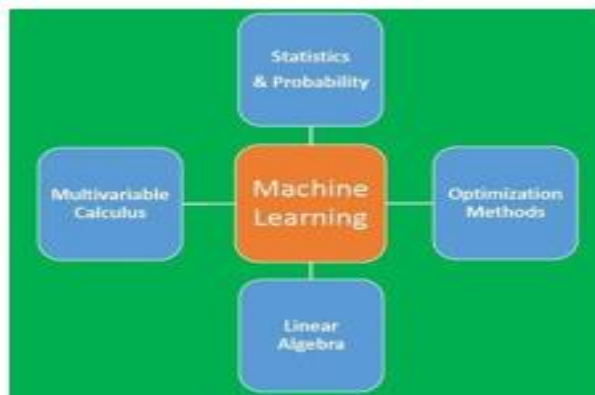 Statistics
& Probability
Multivariable
Calculus
Machine
Learning
Optimization
Methods
Linear
Algebra